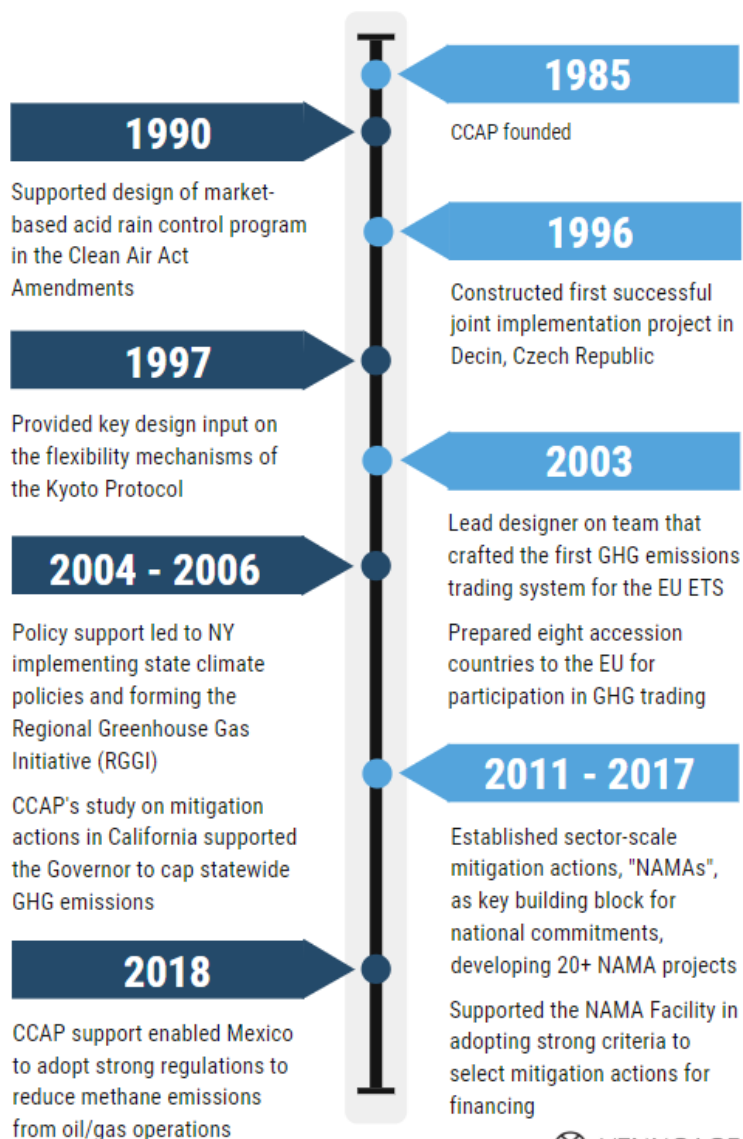 1985
CCAP founded
1990
Supported design of market-
based acid rain control program
in the Clean Air Act
Amendments
1996
Constructed first successful
joint implementation project in
Decin, Czech Republic
1997
Provided key design input on
the flexibility mechanisms of
the Kyoto Protocol
2003
Lead designer on team that
crafted the first GHG emissions
trading system for the EU ETS
Prepared eight accession
countries to the EU for
participation in GHG trading
2004 - 2006
Policy support led to NY
implementing state climate
policies and forming the
Regional Greenhouse Gas
Initiative (RGGI)
CCAP's study on mitigation
actions in California supported
the Governor to cap statewide
GHG emissions
2011 - 2017
Established sector-scale
mitigation actions, "NAMAs",
as key building block for
national commitments,
developing 20+ NAMA projects
Supported the NAMA Facility in
adopting strong criteria to
select mitigation actions for
financing
2018
CCAP support enabled Mexico
to adopt strong regulations to
reduce methane emissions
from oil/gas operations